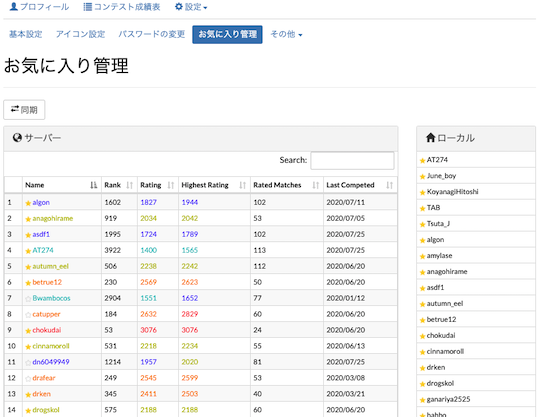 プロフィール コンテスト成績表 設定
基本設定 アイコン設定 パスワードの変更 お気に入り管理 その他
お気に入り管理
同期
サーバー
Search:
Name Rank Rating Highest Rating Rated Matches Last Competed
1 algon 1602 1827 1944 102 2020/07/11
2 anagohirame 919 2034 2042 53 2020/07/05
3 asdf1 1995 1724 1789 102 2020/07/25
4 AT274 3922 1400 1565 113 2020/07/25
5 autumn_eel 506 2238 2242 112 2020/06/20
6 betrue12 230 2569 2623 50 2020/06/20
7 Bwambocos 2904 1551 1652 77 2020/01/12
8 catupper 184 2632 2829 60 2020/06/20
9 chokudai 53 3076 3076 24 2020/06/20
10 cinnamoroll 531 2218 2234 55 2020/06/13
11 dn6049949 1214 1957 2020 81 2020/07/25
12 drafear 249 2545 2599 53 2020/03/08
13 drken 345 2411 2503 40 2020/03/21
14 drogskol 575 2188 2188 60 2020/06/20
ローカル
AT274
June_boy
KoyanagiHitoshi
TAB
Tsuta_J
algon
amylase
anagohirame
asdf1
autumn_eel
betrue12
chokudai
cinnamoroll
drken
drogskol
ganariya2525